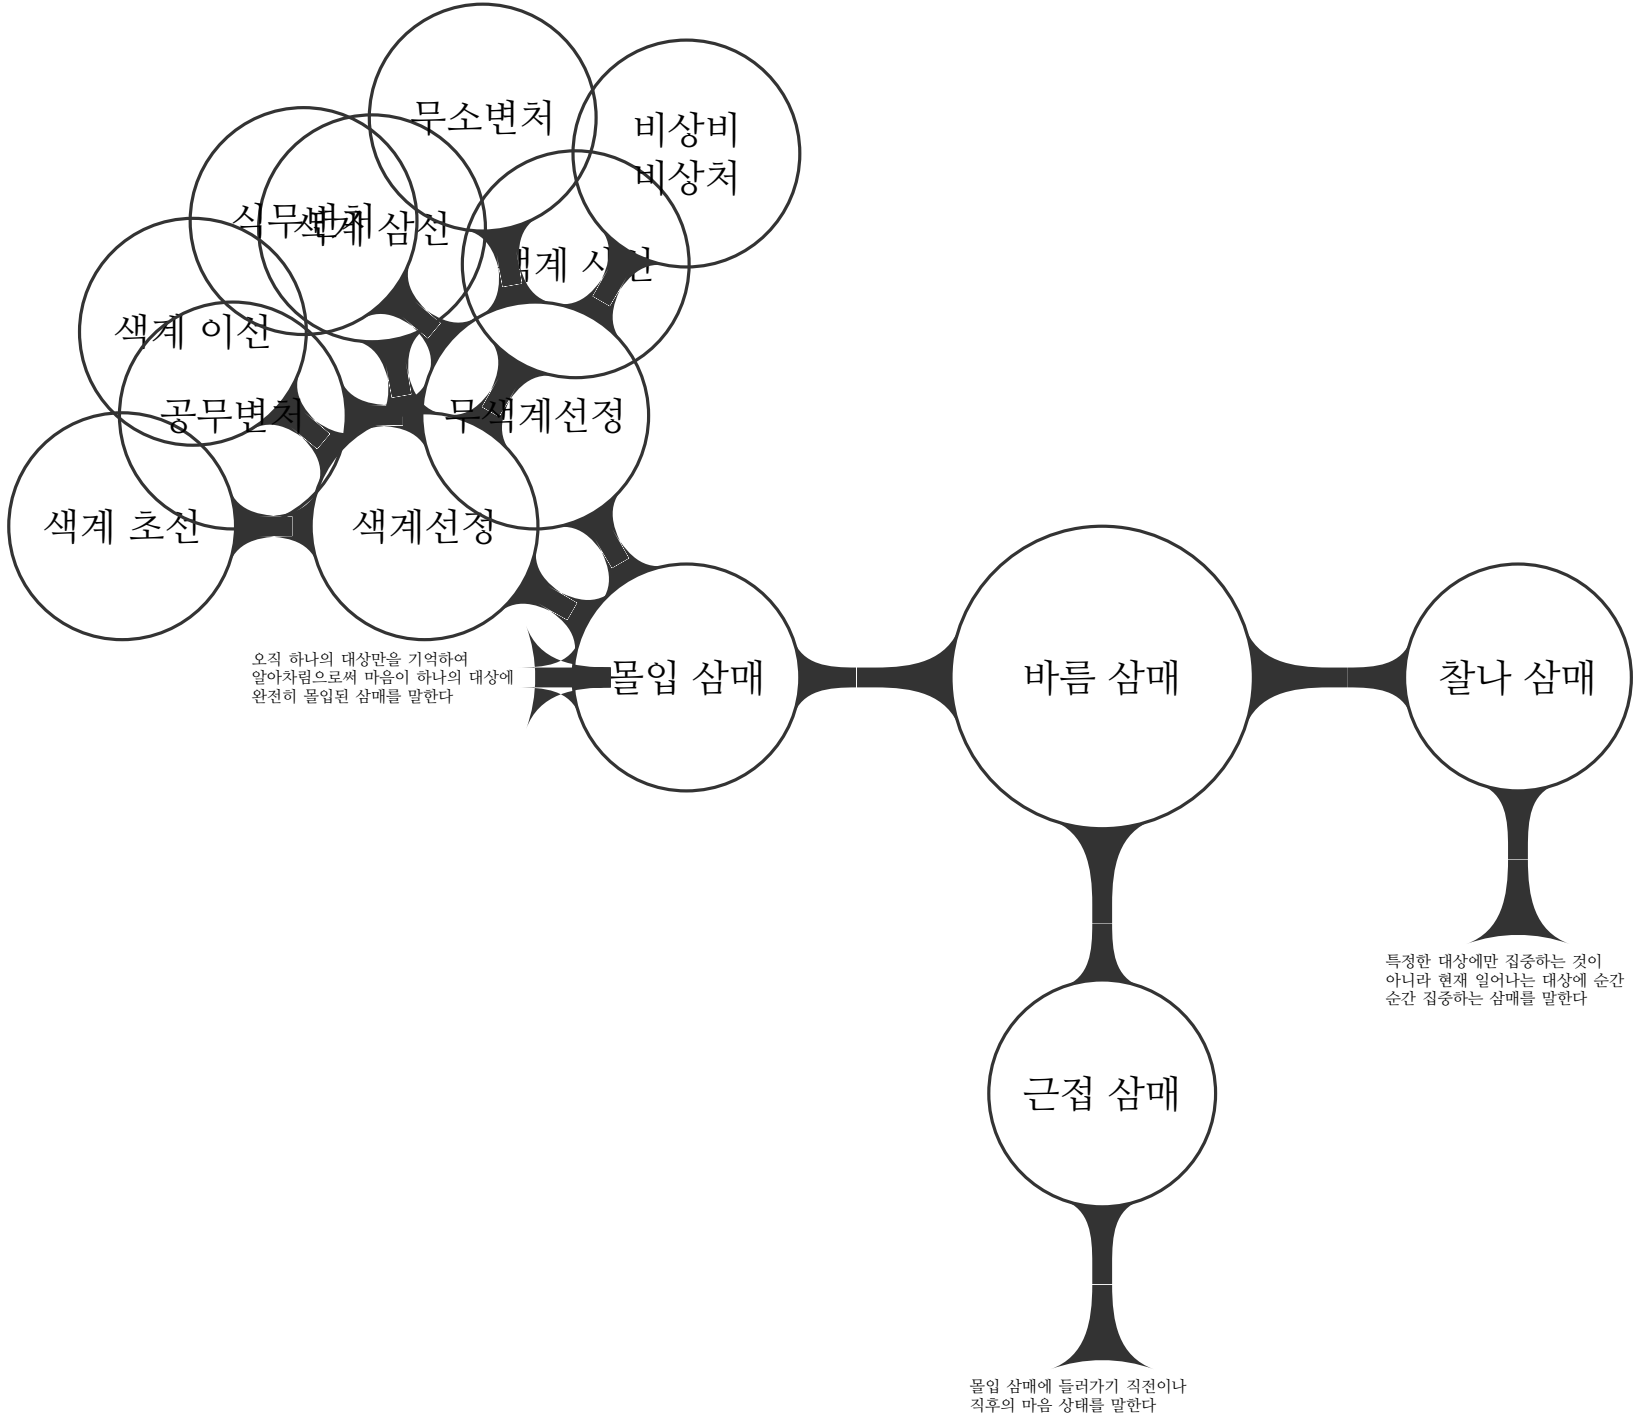 무소변처
비상비
비상처
식무변처
색계 삼선
색계 사선
색계 이선
공무변처
무색계선정
색계 초선
색계선정
오직 하나의 대상만을 기억하여
알아차림으로써 마음이 하나의 대상에
완전히 몰입된 삼매를 말한다
몰입 삼매
바름 삼매
찰나 삼매
특정한 대상에만 집중하는 것이
아니라 현재 일어나는 대상에 순간
순간 집중하는 삼매를 말한다
근접 삼매
몰입 삼매에 들러가기 직전이나
직후의 마음 상태를 말한다